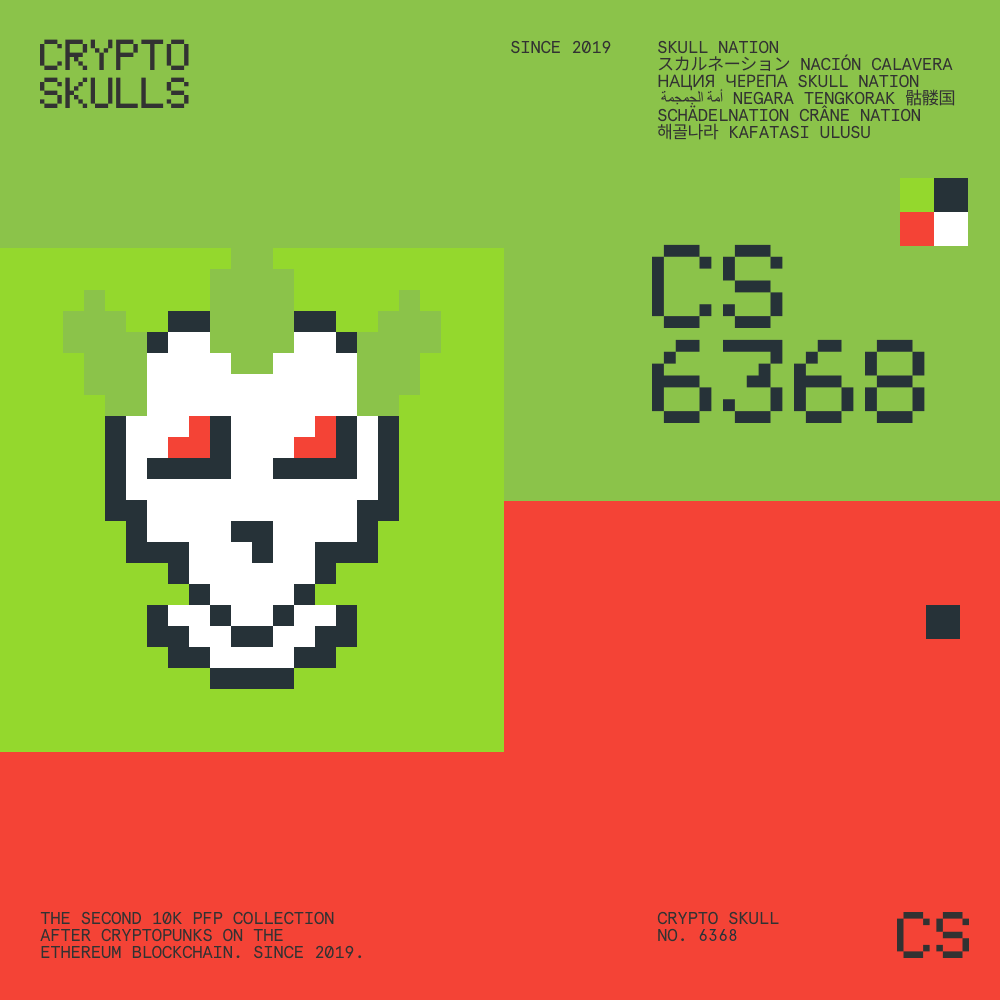 CRYPTO
SKULLS
SINCE 2019
SKULL NATION
スカルネーション NACIÓN CALAVERA
НАЦИЯ ЧЕРЕПА SKULL NATION
أمة الجمجمة NEGARA TENGKORAK 骷髅国
SCHÄDELNATION CRÂNE NATION
해골나라 KAFATASI ULUSU
CS
6368
THE SECOND 10K PFP COLLECTION
AFTER CRYPTOPUNKS ON THE
ETHEREUM BLOCKCHAIN. SINCE 2019.
CRYPTO SKULL
NO. 6368
CS